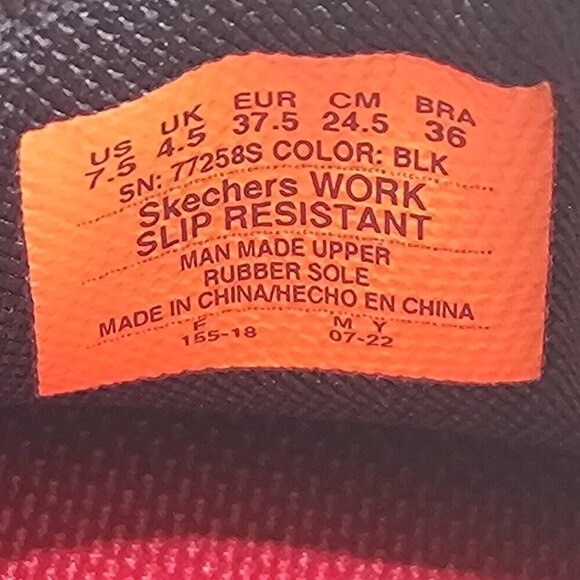 US UK EUR CM BRA
7.5 4.5 37.5 24.5 36
SN: 77258S COLOR: BLK
Skechers WORK
SLIP RESISTANT
MAN MADE UPPER
RUBBER SOLE
MADE IN CHINA/HECHO EN CHINA
F M Y
155-18 07-22